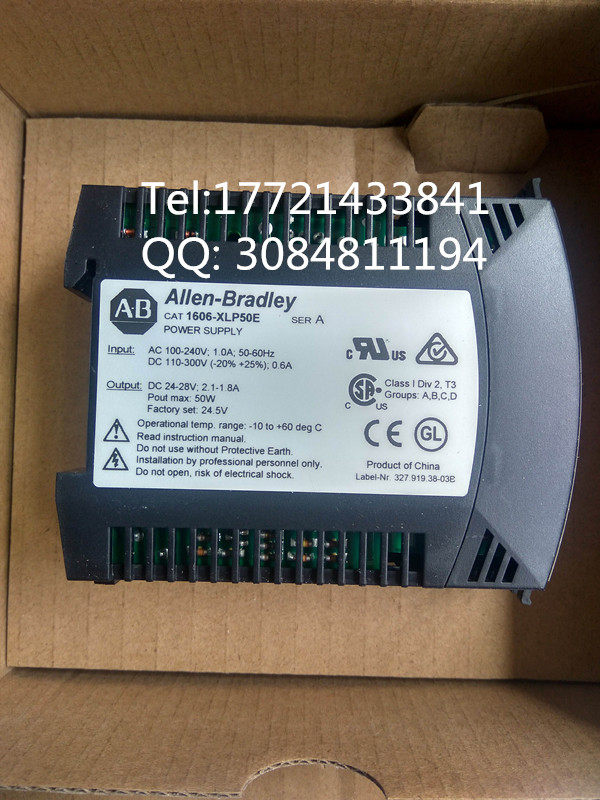 Tel:17721433841
QQ: 3084811194
AB Allen-Bradley
CAT 1606-XLP50E SER A
POWER SUPPLY
Input: AC 100-240V; 1.0A; 50-60Hz
DC 110-300V (-20% +25%); 0.6A
Output: DC 24-28V; 2.1-1.8A
Pout max: 50W
Factory set: 24.5V
Operational temp. range: -10 to +60 deg C
Read instruction manual.
Do not use without Protective Earth.
Installation by professional personnel only.
Do not open, risk of electrical shock.
c UL US
C SA US
Class I Div 2, T3
Groups: A,B,C,D
CE GL
Product of China
Label-Nr. 327.919.38-03E